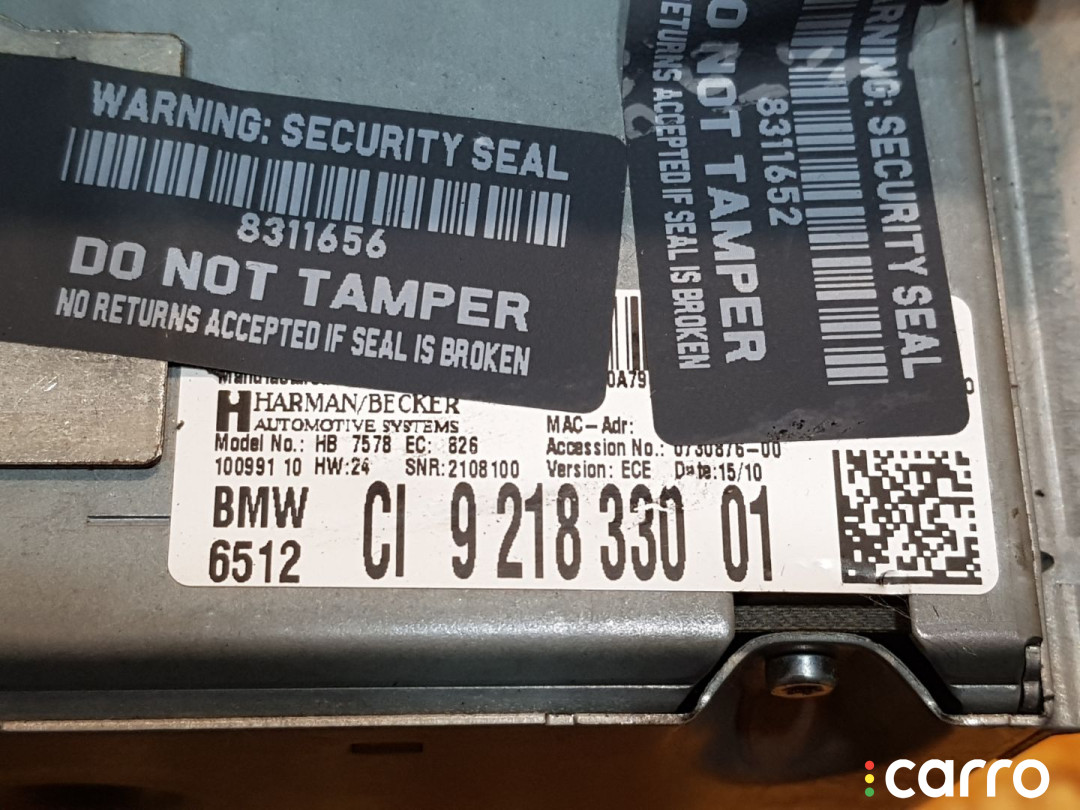 WARNING: SECURITY SEAL
8311656
DO NOT TAMPER
NO RETURNS ACCEPTED IF SEAL IS BROKEN
WARNING: SECURITY SEAL
8311652
DO NOT TAMPER
RETURNS ACCEPTED IF SEAL IS BROKEN
0A79
H HARMAN/BECKER
AUTOMOTIVE SYSTEMS
MAC-Adr:
Model No.: HB 7578 EC: 826
Accession No.: 0730876-00
100991 10 HW:24 SNR:2108100
Version: ECE Date:15/10
BMW
6512
CI 9 218 330 01
carro